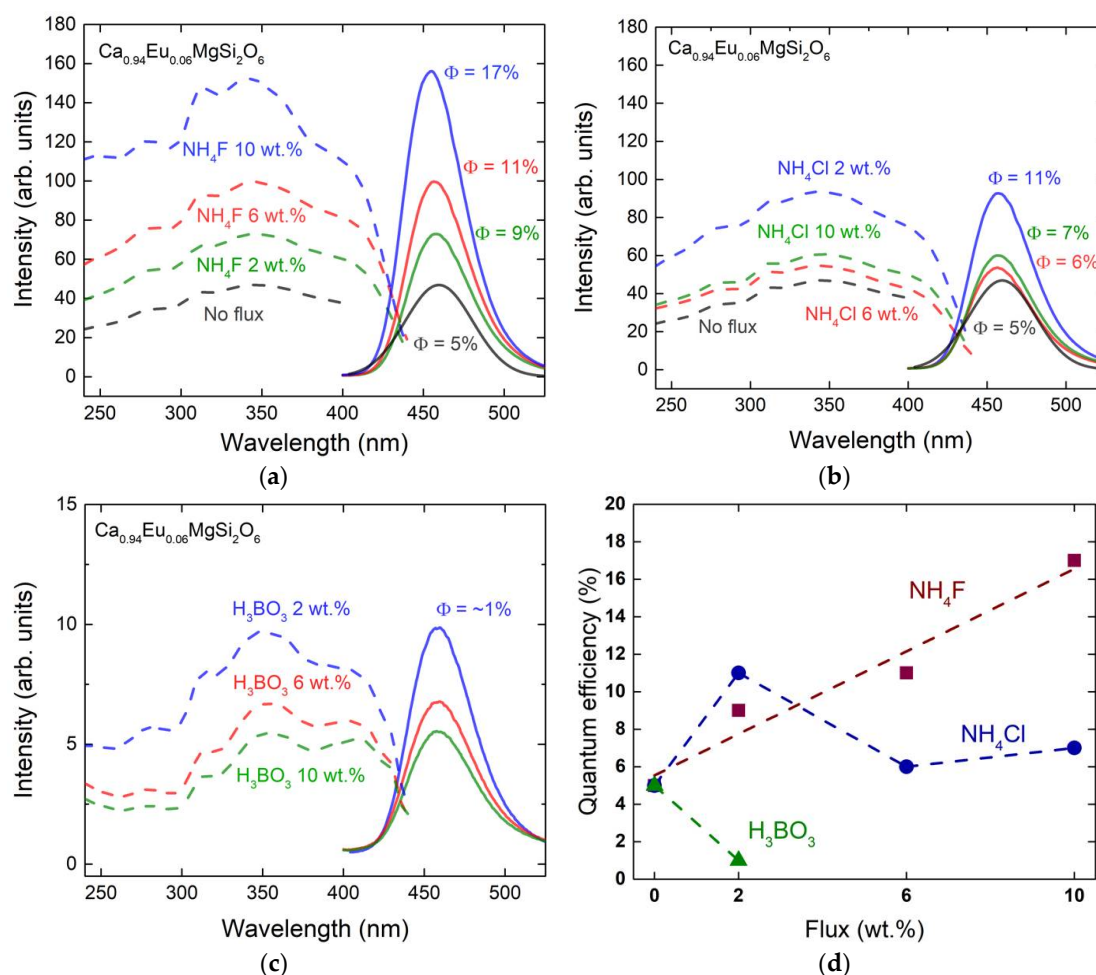 180
160
140
120
100
80
60
40
20
0
Intensity (arb. units)
Ca₀.₉₄Eu₀.₀₆MgSi₂O₆
Φ = 17%
NH₄F 10 wt.%
Φ = 11%
NH₄F 6 wt.%
Φ = 9%
NH₄F 2 wt.%
No flux
Φ = 5%
250 300 350 400 450 500
Wavelength (nm)
(a)
180
160
140
120
100
80
60
40
20
0
Intensity (arb. units)
Ca₀.₉₄Eu₀.₀₆MgSi₂O₆
NH₄Cl 2 wt.%
Φ = 11%
NH₄Cl 10 wt.%
Φ = 7%
Φ = 6%
No flux
NH₄Cl 6 wt.%
Φ = 5%
250 300 350 400 450 500
Wavelength (nm)
(b)
15
10
5
0
Intensity (arb. units)
Ca₀.₉₄Eu₀.₀₆MgSi₂O₆
H₃BO₃ 2 wt.%
Φ = ~1%
H₃BO₃ 6 wt.%
H₃BO₃ 10 wt.%
250 300 350 400 450 500
Wavelength (nm)
(c)
20
18
16
14
12
10
8
6
4
2
0
Quantum efficiency (%)
NH₄F
NH₄Cl
H₃BO₃
0 2 6 10
Flux (wt.%)
(d)